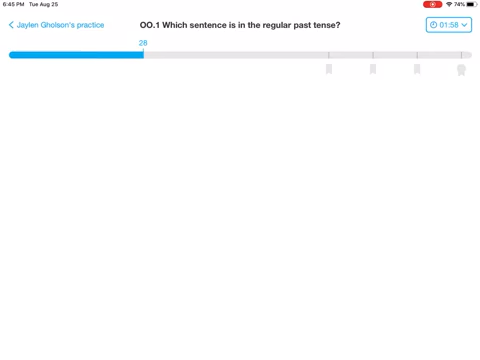 6:45 PM Tue Aug 25
74%
Jaylen Gholson's practice
OO.1 Which sentence is in the regular past tense?
01:58
28